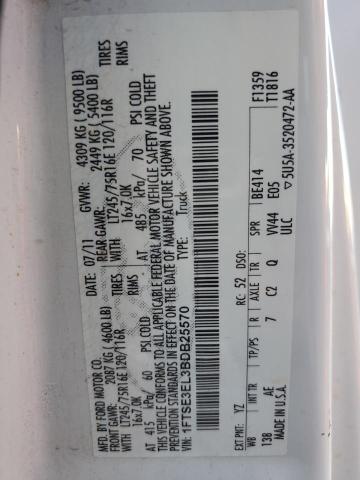 MFD. BY FORD MOTOR CO.
DATE: 07/11 GVWR: 4309 KG (9500 LB)
FRONT GAWR: 2087 KG (4600 LB) REAR GAWR: 2449 KG (5400 LB)
LT245/75R16E 120/116R TIRES WITH LT245/75R16E 120/116R TIRES
16x7.0K RIMS 16x7.0K RIMS
AT 415 kPa/ 60 PSI COLD AT 485 kPa/ 70 PSI COLD
THIS VEHICLE CONFORMS TO ALL APPLICABLE FEDERAL MOTOR VEHICLE SAFETY AND THEFT
PREVENTION STANDARDS IN EFFECT ON THE DATE OF MANUFACTURE SHOWN ABOVE.
VIN: 1FTSE3EL3BDB25570
TYPE: Truck
F1359
T1816
EXT PNT: YZ RC: 52 DSO:
WB INT TR TP/PS R AXLE TR SPR BE414
138 AE 7 C2 Q VV44 E05
MADE IN U.S.A. ULC
5U5A-3520472-AA